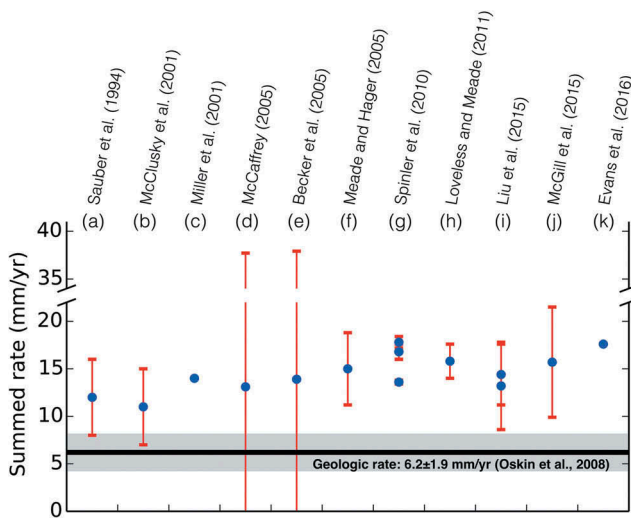 Sauber et al. (1994)
McClusky et al. (2001)
Miller et al. (2001)
McCaffrey (2005)
Becker et al. (2005)
Meade and Hager (2005)
Spinler et al. (2010)
Loveless and Meade (2011)
Liu et al. (2015)
McGill et al. (2015)
Evans et al. (2016)
(a) (b) (c) (d) (e) (f) (g) (h) (i) (j) (k)
Summed rate (mm/yr)
40
35
20
15
10
5
0
Geologic rate: 6.2±1.9 mm/yr (Oskin et al., 2008)